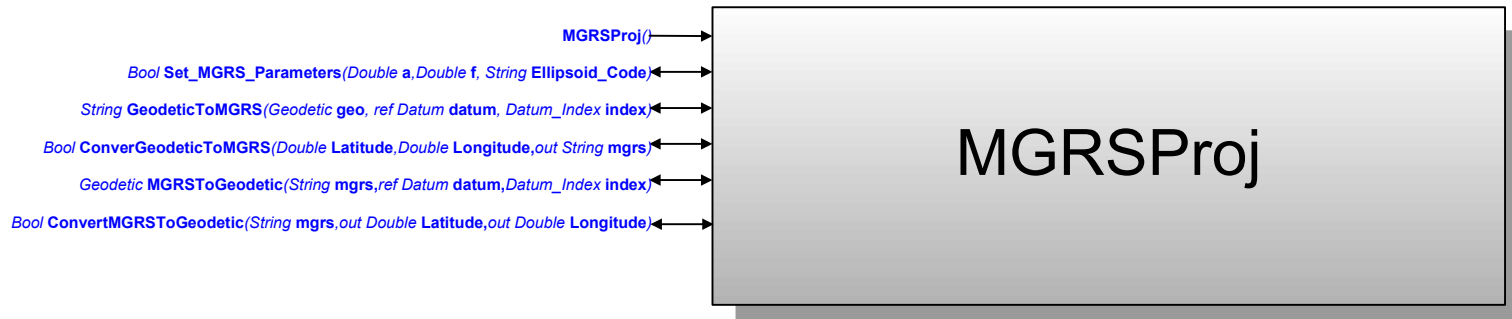 MGRSProj()
Bool Set_MGRS_Parameters(Double a,Double f, String Ellipsoid_Code)
String GeodeticToMGRS(Geodetic geo, ref Datum datum, Datum_Index index)
Bool ConverGeodeticToMGRS(Double Latitude,Double Longitude,out String mgrs)
Geodetic MGRSToGeodetic(String mgrs,ref Datum datum,Datum_Index index)
Bool ConvertMGRSToGeodetic(String mgrs,out Double Latitude,out Double Longitude)
MGRSProj